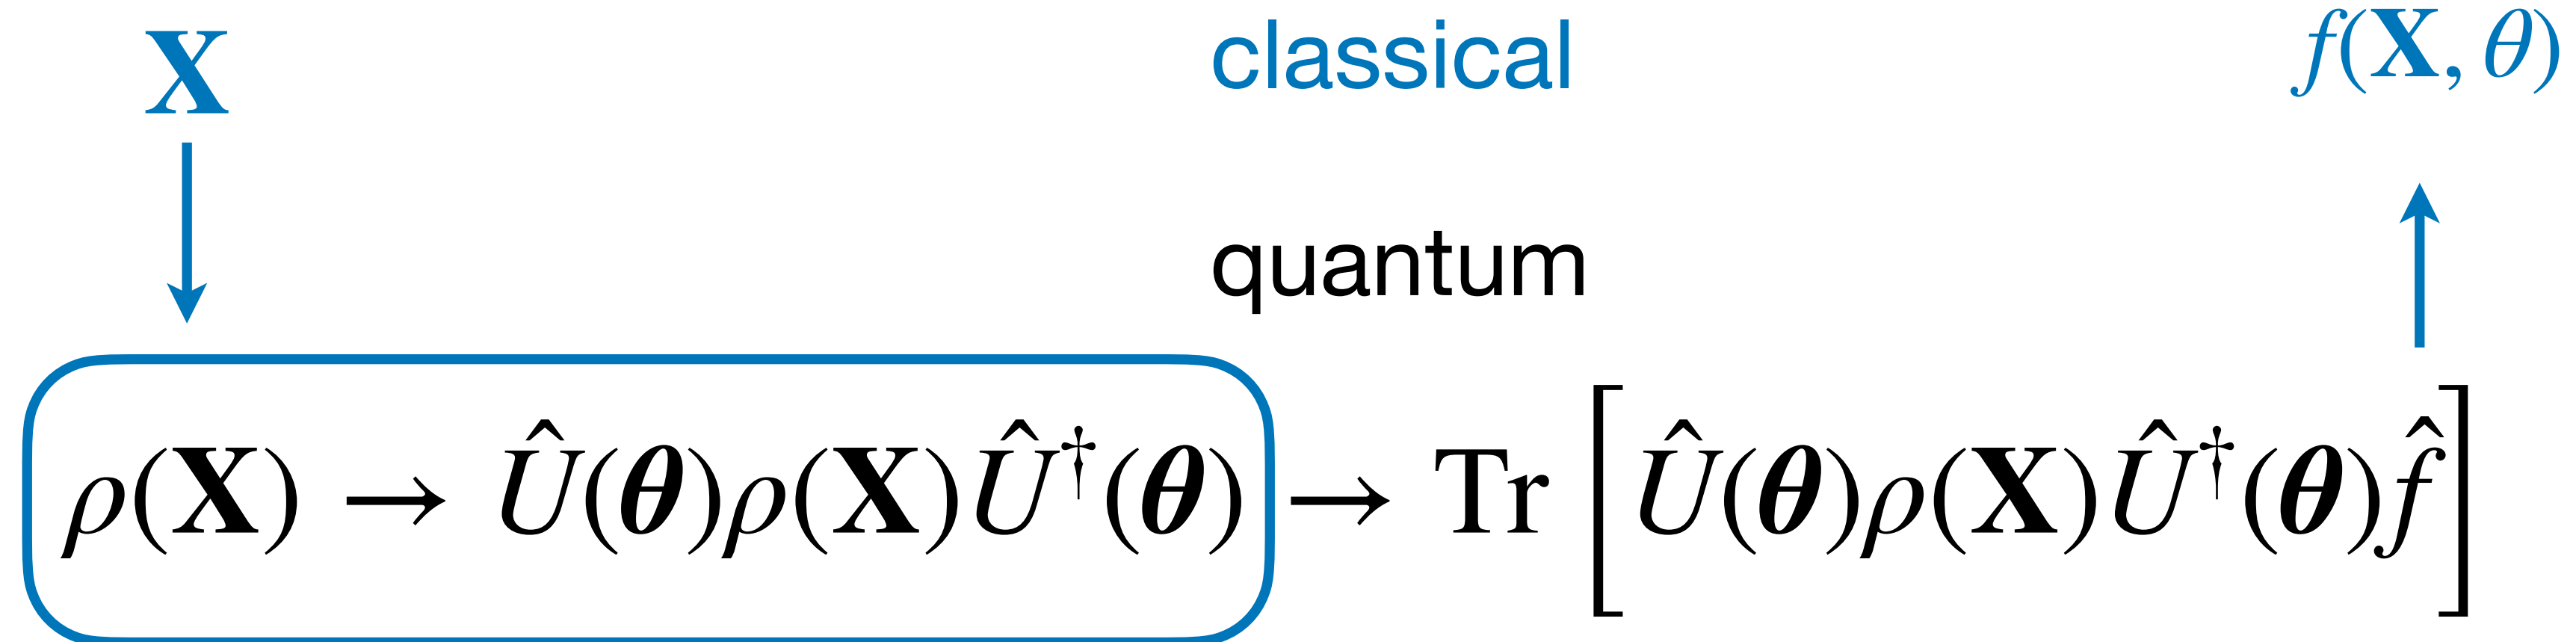 X classical f(X, θ)
quantum
ρ(X) → Û(θ)ρ(X)Û†(θ) → Tr [Û(θ)ρ(X)Û†(θ)f̂]